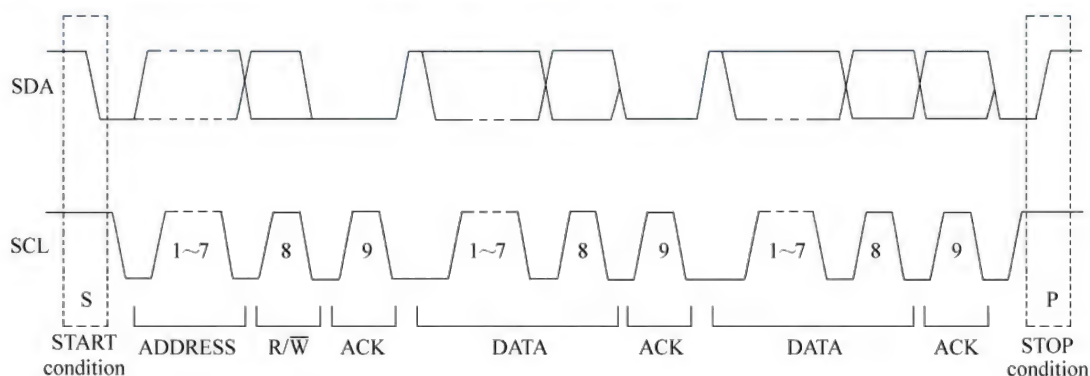 SDA
SCL
1~7
8
9
1~7
8
9
1~7
8
9
S
P
START condition
ADDRESS
R/W̅
ACK
DATA
ACK
DATA
ACK
STOP condition